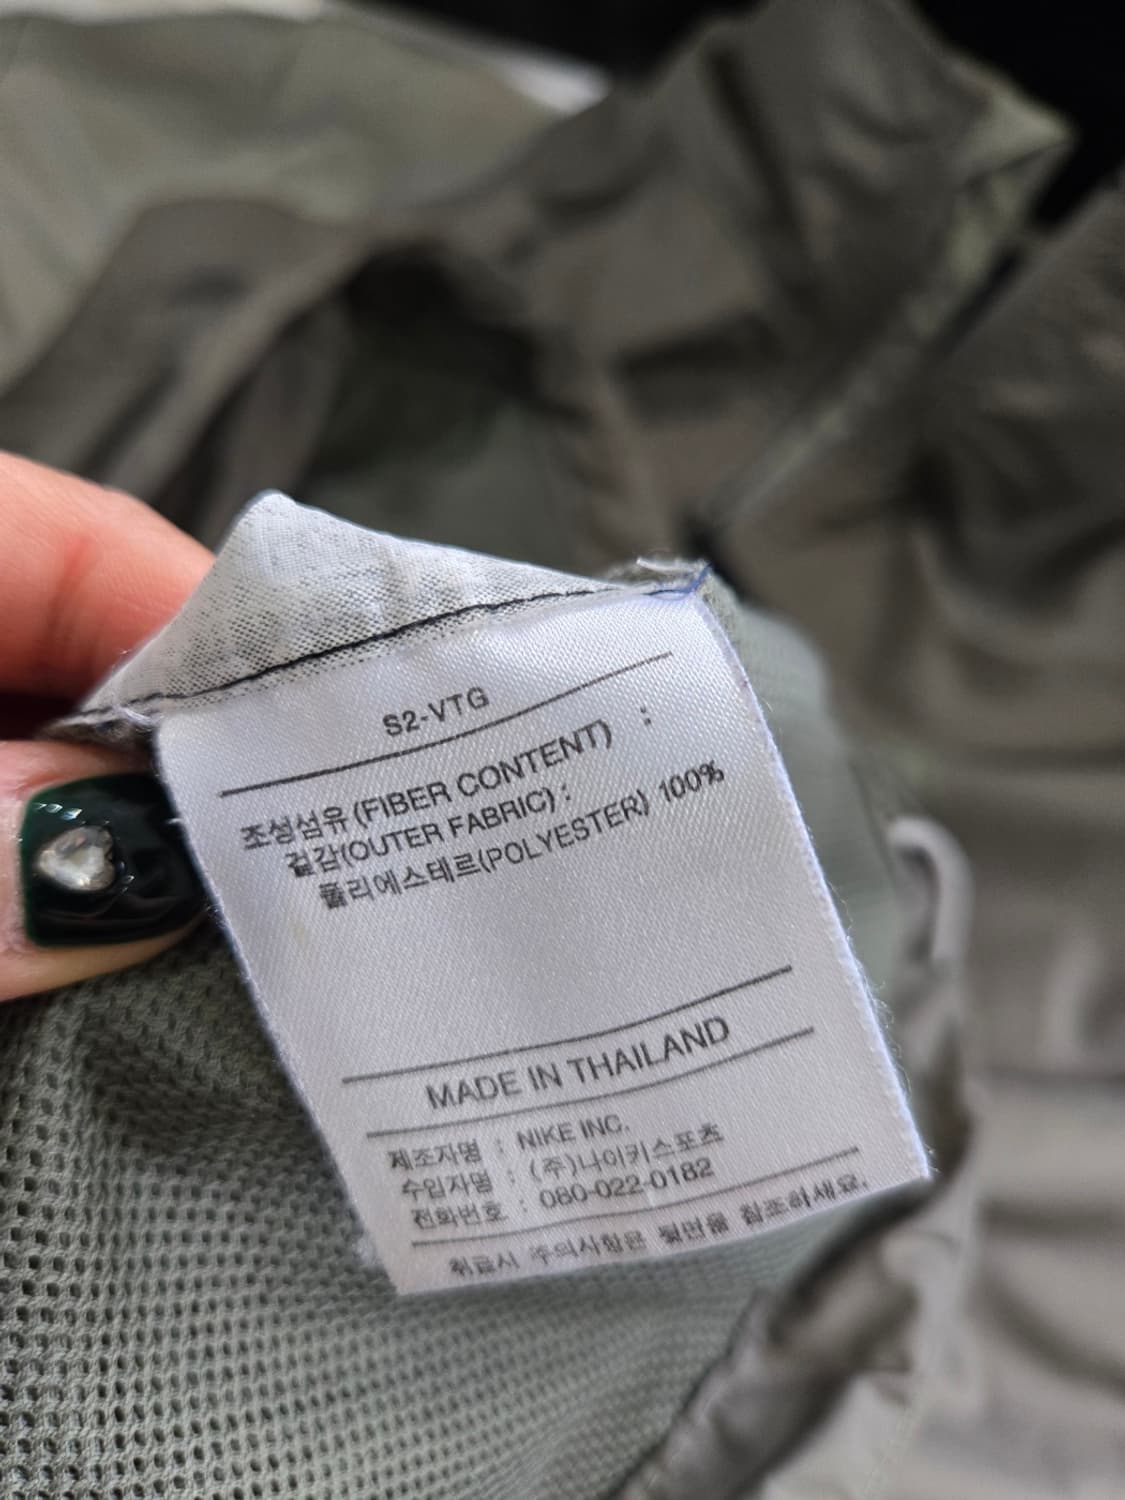 S2-VTG
조성섬유(FIBER CONTENT) :
겉감(OUTER FABRIC) :
폴리에스테르(POLYESTER) 100%
MADE IN THAILAND
제조자명 : NIKE INC.
수입자명 : (주)나이키스포츠
전화번호 : 080-022-0182
취급시 주의사항은 뒷면을 참조하세요.